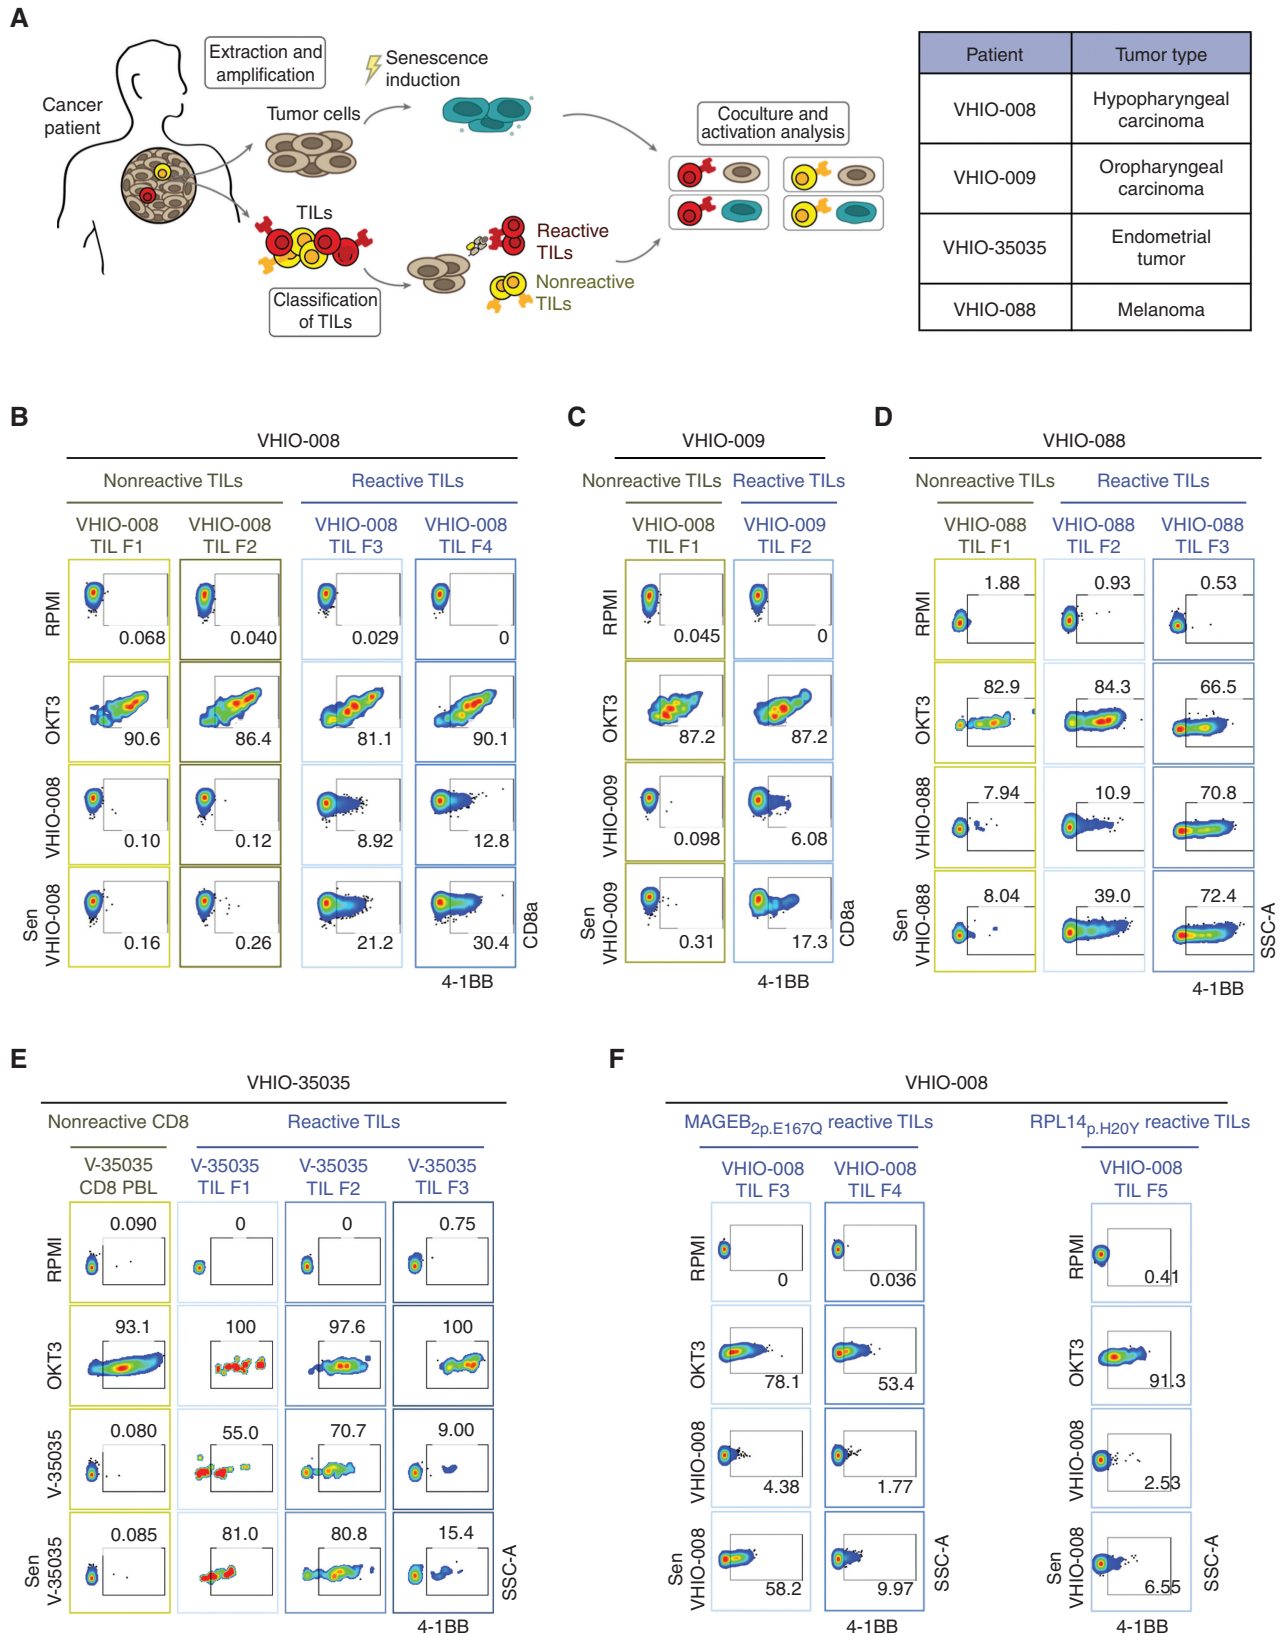 A
Extraction and
amplification
Senescence
induction
Cancer
patient
Tumor cells
Coculture and
activation analysis
TILs
Reactive
TILs
Nonreactive
TILs
Classification
of TILs
Patient Tumor type
VHIO-008 Hypopharyngeal
carcinoma
VHIO-009 Oropharyngeal
carcinoma
VHIO-35035 Endometrial
tumor
VHIO-088 Melanoma
B
VHIO-008
Nonreactive TILs Reactive TILs
VHIO-008 VHIO-008 VHIO-008 VHIO-008
TIL F1 TIL F2 TIL F3 TIL F4
RPMI 0.068 0.040 0.029 0
OKT3 90.6 86.4 81.1 90.1
VHIO-008 0.10 0.12 8.92 12.8
Sen
VHIO-008 0.16 0.26 21.2 30.4
CD8a
4-1BB
C
VHIO-009
Nonreactive TILs Reactive TILs
VHIO-008 VHIO-009
TIL F1 TIL F2
RPMI 0.045 0
OKT3 87.2 87.2
VHIO-009 0.098 6.08
Sen
VHIO-009 0.31 17.3
CD8a
4-1BB
D
VHIO-088
Nonreactive TILs Reactive TILs
VHIO-088 VHIO-088 VHIO-088
TIL F1 TIL F2 TIL F3
RPMI 1.88 0.93 0.53
OKT3 82.9 84.3 66.5
VHIO-088 7.94 10.9 70.8
Sen
VHIO-088 8.04 39.0 72.4
SSC-A
4-1BB
E
VHIO-35035
Nonreactive CD8 Reactive TILs
V-35035 V-35035 V-35035 V-35035
CD8 PBL TIL F1 TIL F2 TIL F3
RPMI 0.090 0 0 0.75
OKT3 93.1 100 97.6 100
V-35035 0.080 55.0 70.7 9.00
Sen
V-35035 0.085 81.0 80.8 15.4
SSC-A
4-1BB
F
VHIO-008
MAGEB2p.E167Q reactive TILs RPL14p.H20Y reactive TILs
VHIO-008 VHIO-008 VHIO-008
TIL F3 TIL F4 TIL F5
RPMI 0 0.036 RPMI 0.41
OKT3 78.1 53.4 OKT3 91.3
VHIO-008 4.38 1.77 VHIO-008 2.53
Sen
VHIO-008 58.2 9.97 SSC-A
Sen
VHIO-008 6.55 SSC-A
4-1BB 4-1BB